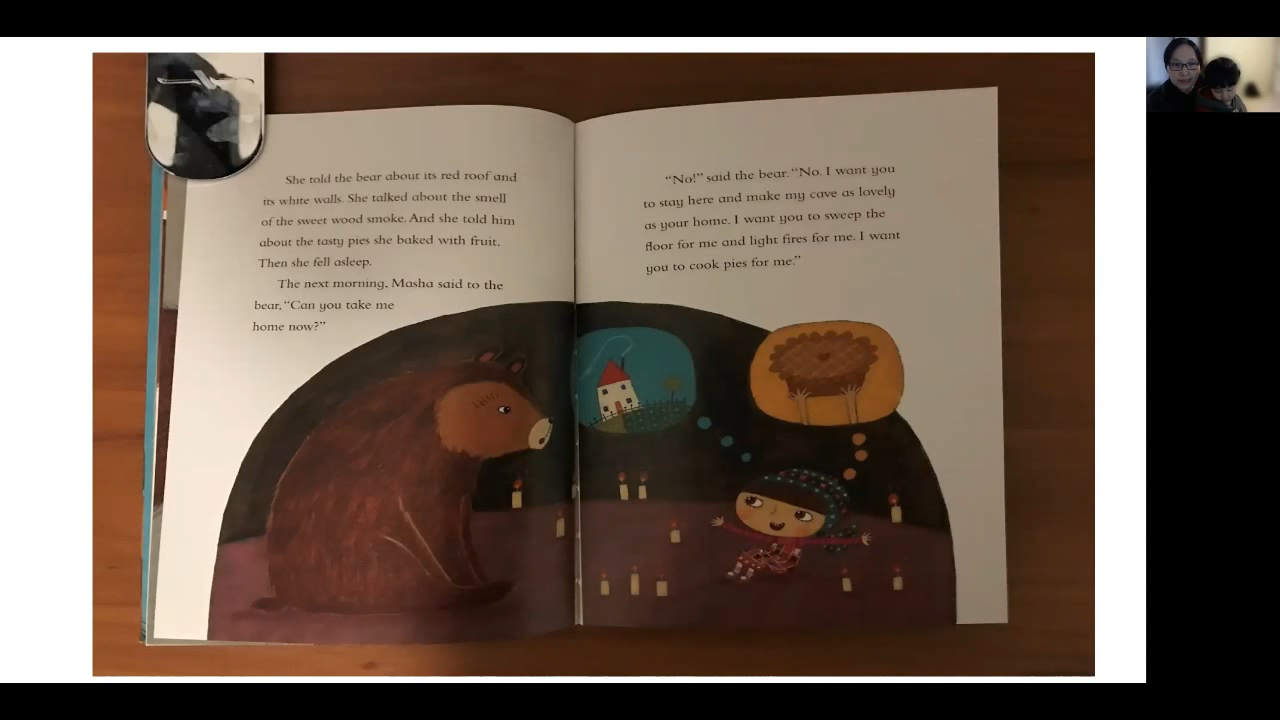 She told the bear about its red roof and
its white walls. She talked about the smell
of the sweet wood smoke. And she told him
about the tasty pies she baked with fruit.
Then she fell asleep.
The next morning, Masha said to the
bear, “Can you take me
home now?”
“No!” said the bear. “No. I want you
to stay here and make my cave as lovely
as your home. I want you to sweep the
floor for me and light fires for me. I want
you to cook pies for me.”